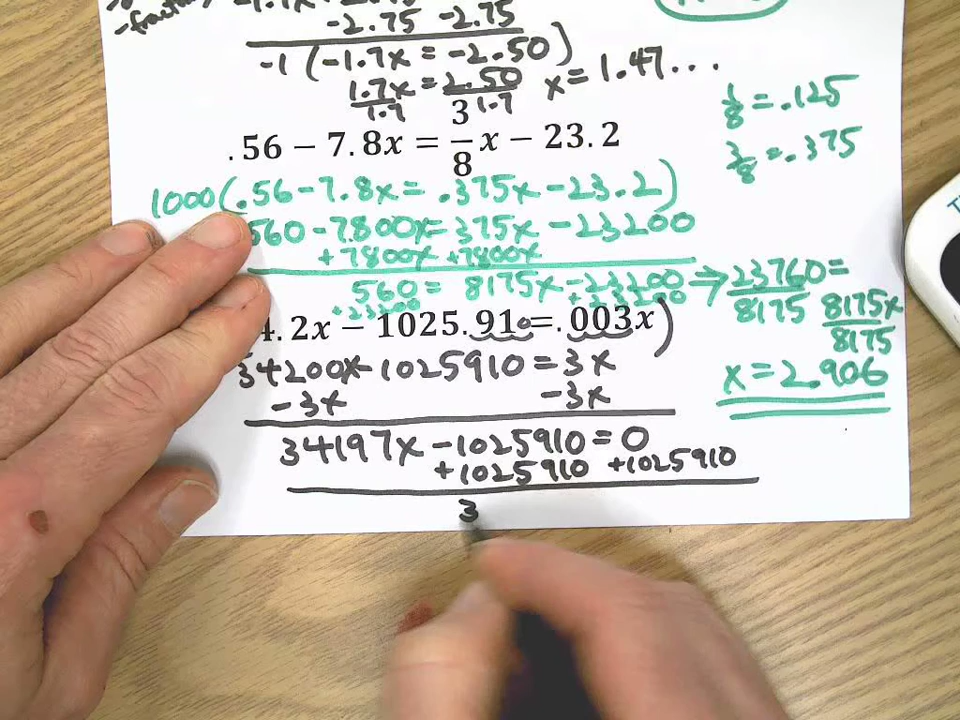 -2.75 -2.75
-1 (-1.7x = -2.50)
1.7x = 2.50 x = 1.47...
1.7 1.7
1/8 = .125
3/8 = .375
.56 − 7.8x = 3/8 x − 23.2
1000(.56 - 7.8x = .375x - 23.2)
560 - 7800x = 375x - 23200
+7800x +7800x
560 = 8175x - 23200 → 23760 = 
+23200 +23200 8175 8175x
8175
x = 2.906
4.2x − 1025.910 = .003x)
34200x - 1025910 = 3x
-3x -3x
34197x - 1025910 = 0
+1025910 +1025910
3